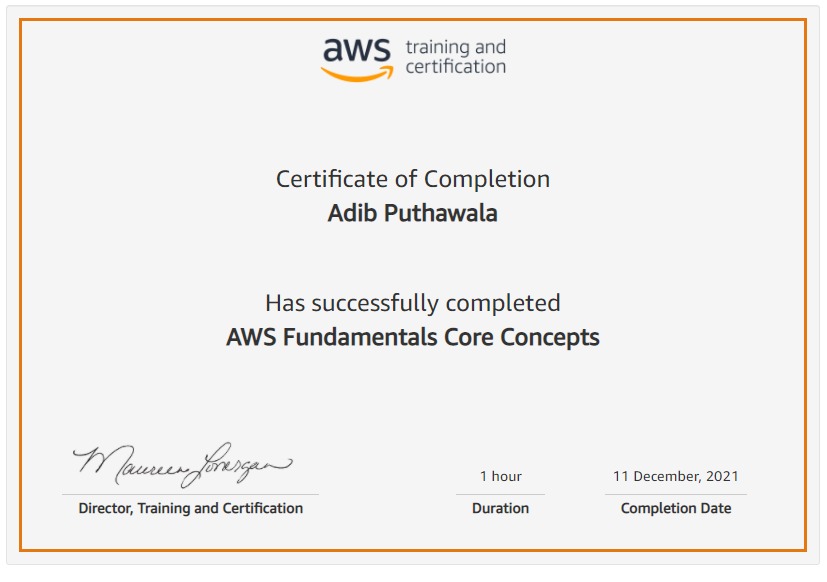 aws training and
certification
Certificate of Completion
Adib Puthawala
Has successfully completed
AWS Fundamentals Core Concepts
Maureen Lonergan
1 hour
11 December, 2021
Director, Training and Certification
Duration
Completion Date